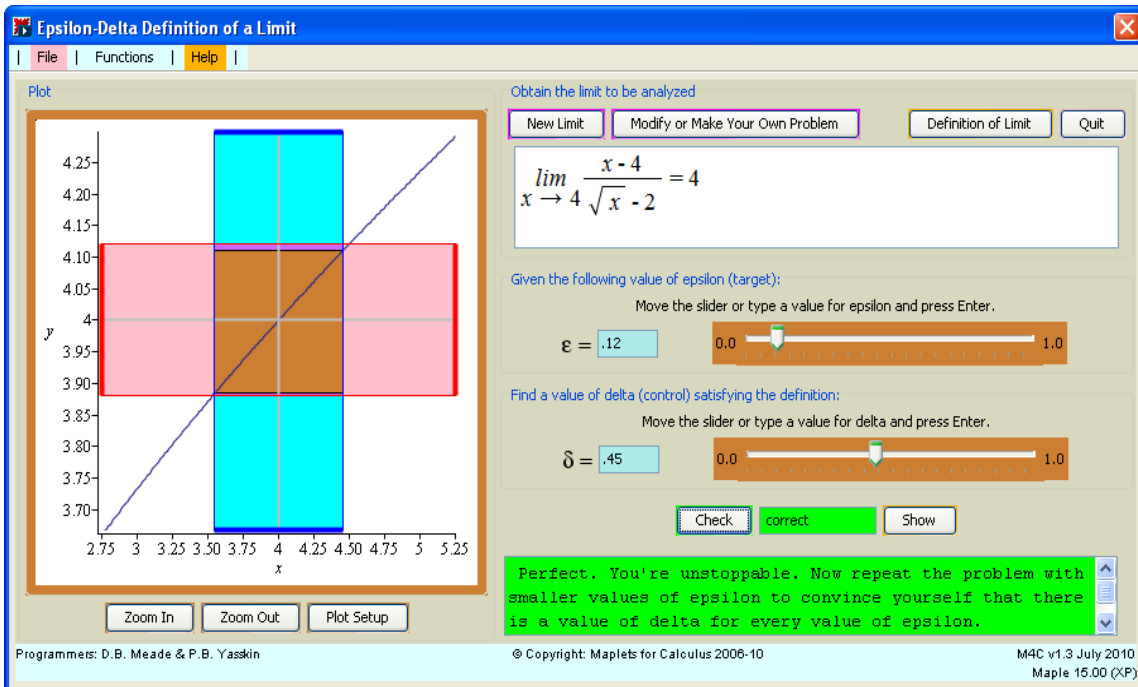 Epsilon-Delta Definition of a Limit
| File | Functions | Help |
Plot
4.25
4.20
4.15
4.10
4.05
4
3.95
3.90
3.85
3.80
3.75
3.70
y
2.75 3 3.25 3.50 3.75 4 4.25 4.50 4.75 5 5.25
x
Zoom In Zoom Out Plot Setup
Obtain the limit to be analyzed
New Limit Modify or Make Your Own Problem Definition of Limit Quit
lim x → 4 (x - 4)/(√x - 2) = 4
Given the following value of epsilon (target):
Move the slider or type a value for epsilon and press Enter.
ε = .12 0.0 1.0
Find a value of delta (control) satisfying the definition:
Move the slider or type a value for delta and press Enter.
δ = .45 0.0 1.0
Check correct Show
Perfect. You're unstoppable. Now repeat the problem with
smaller values of epsilon to convince yourself that there
is a value of delta for every value of epsilon.
Programmers: D.B. Meade & P.B. Yasskin © Copyright: Maplets for Calculus 2006-10 M4C v1.3 July 2010
Maple 15.00 (XP)